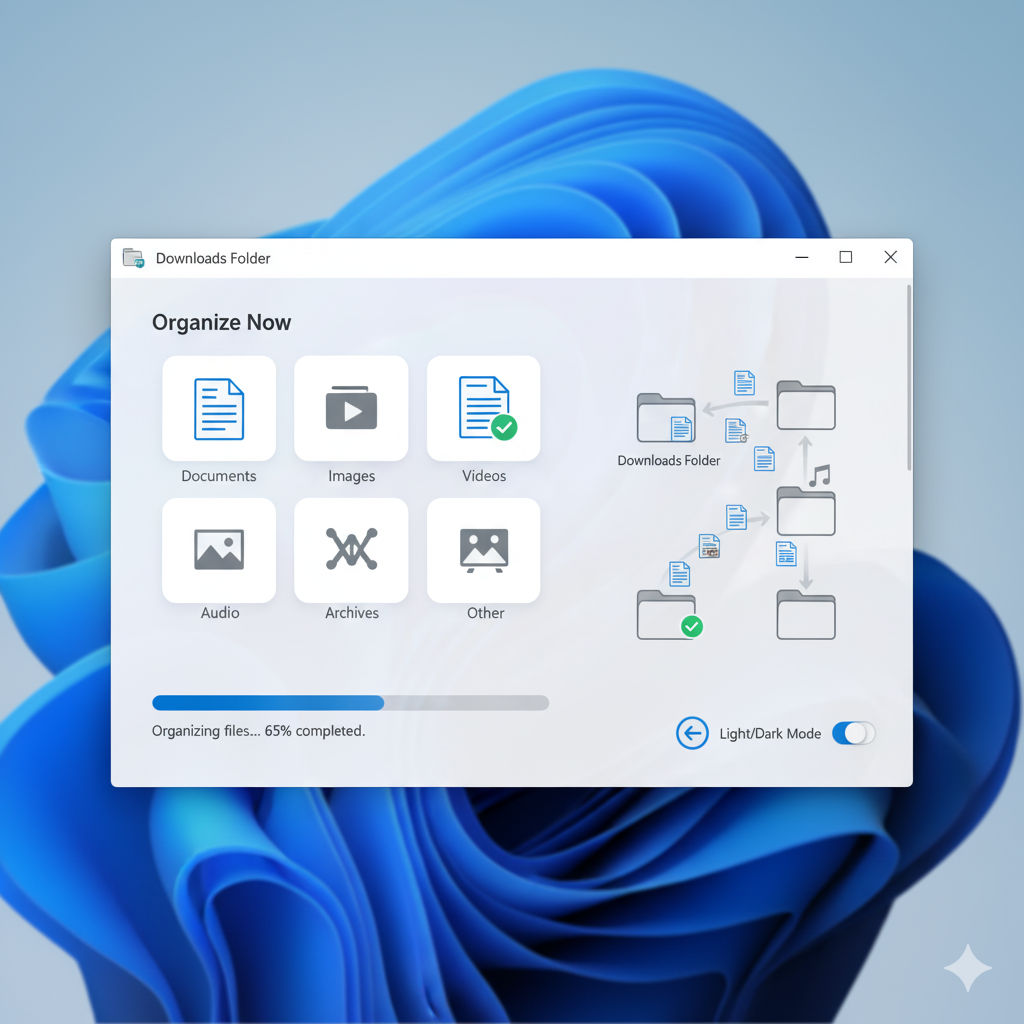 Downloads Folder
Organize Now
Documents
Images
Videos
Audio
Archives
Other
Downloads Folder
Organizing files... 65% completed.
Light/Dark Mode